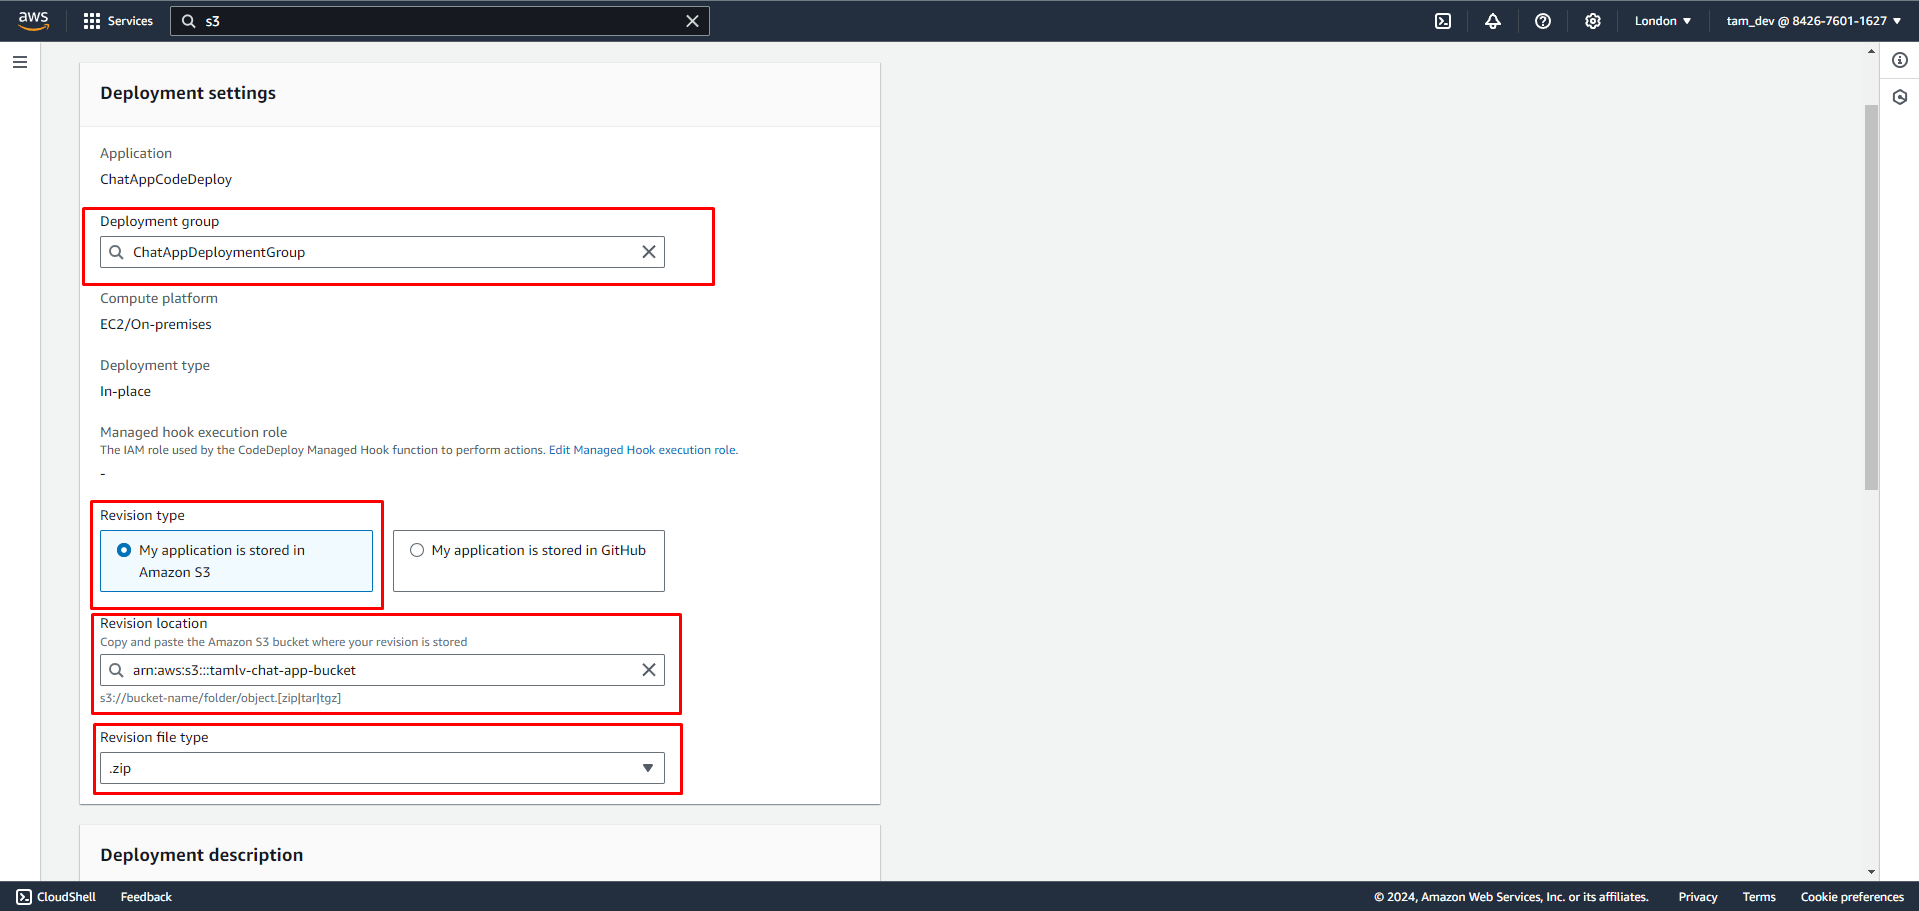 aws
Services
s3
London
tam_dev @ 8426-7601-1627
Deployment settings
Application
ChatAppCodeDeploy
Deployment group
ChatAppDeploymentGroup
Compute platform
EC2/On-premises
Deployment type
In-place
Managed hook execution role
The IAM role used by the CodeDeploy Managed Hook function to perform actions. Edit Managed Hook execution role.
-
Revision type
My application is stored in
Amazon S3
My application is stored in GitHub
Revision location
Copy and paste the Amazon S3 bucket where your revision is stored
arn:aws:s3:::tamlv-chat-app-bucket
s3://bucket-name/folder/object.[zip|tar|tgz]
Revision file type
.zip
Deployment description
CloudShell
Feedback
© 2024, Amazon Web Services, Inc. or its affiliates.
Privacy
Terms
Cookie preferences